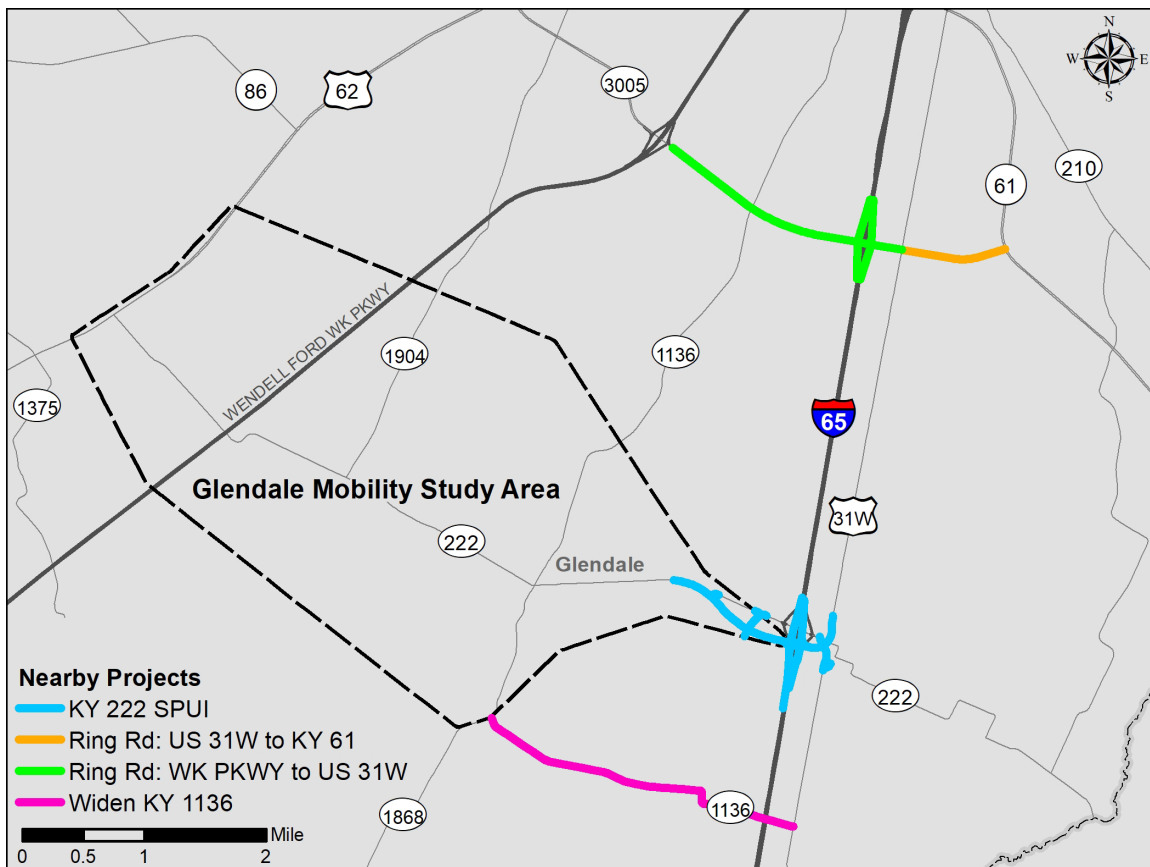 N
W E
S
86
62
3005
210
61
1904
1136
1375
WENDELL FORD WK PKWY
65
Glendale Mobility Study Area
31W
222
Glendale
222
Nearby Projects
KY 222 SPUI
Ring Rd: US 31W to KY 61
Ring Rd: WK PKWY to US 31W
Widen KY 1136
1868
1136
Mile
0 0.5 1 2